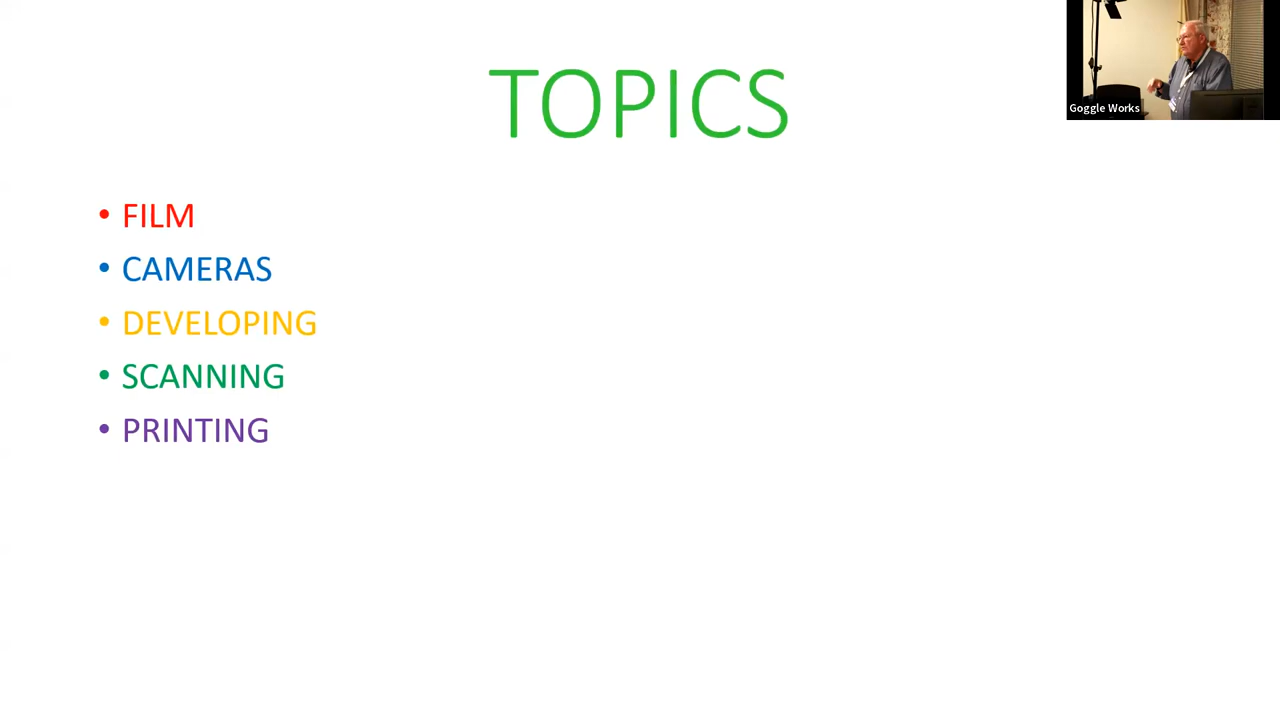 TOPICS
Goggle Works
• FILM
• CAMERAS
• DEVELOPING
• SCANNING
• PRINTING